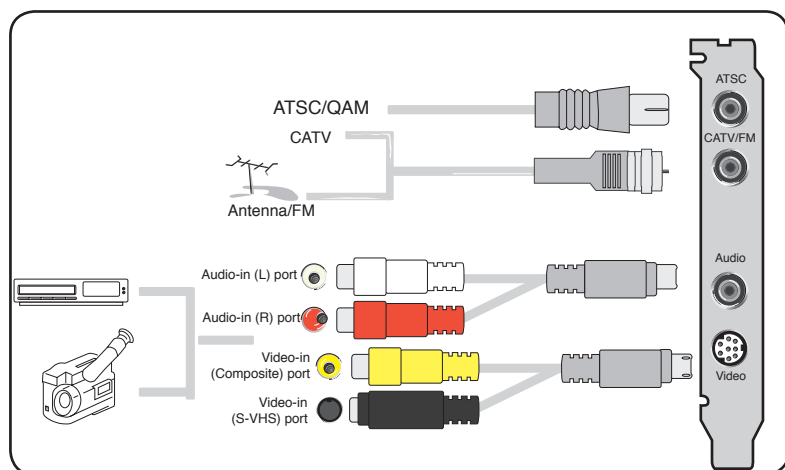 ATSC/QAM
CATV
Antenna/FM
Audio-in (L) port
Audio-in (R) port
Video-in
(Composite) port
Video-in
(S-VHS) port
ATSC
CATV/FM
Audio
Video